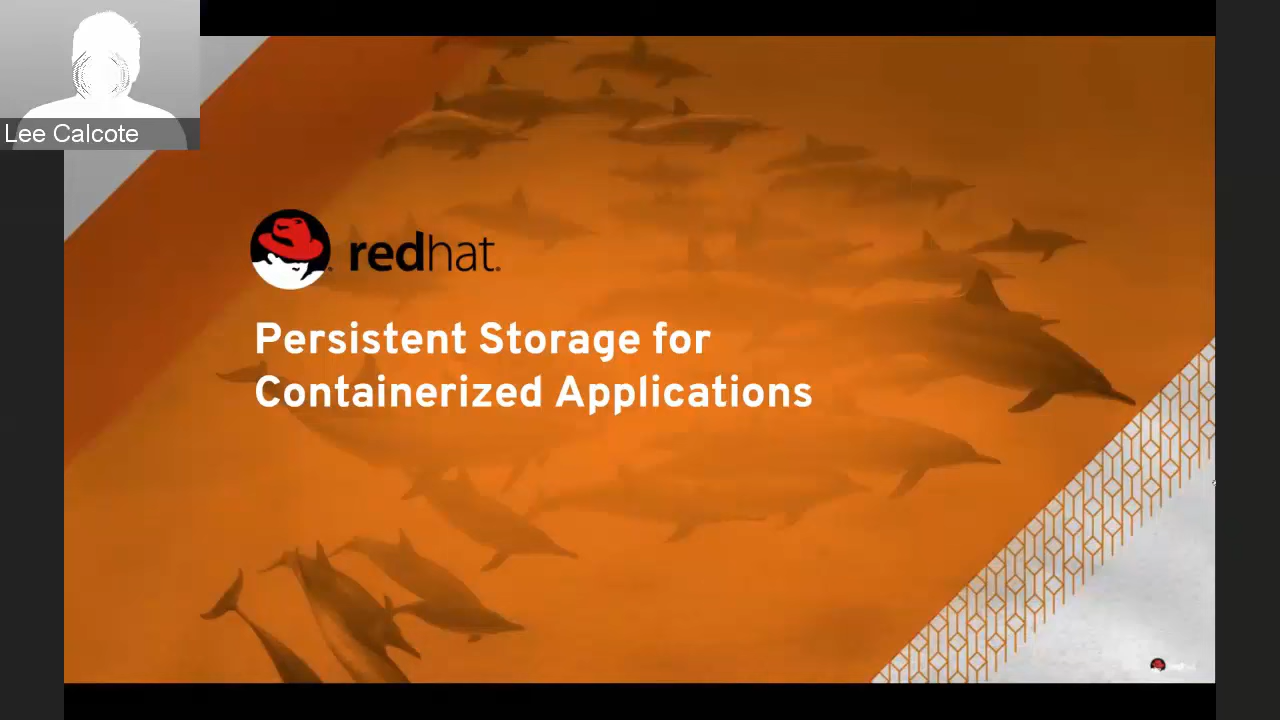 Lee Calcote
redhat.
Persistent Storage for
Containerized Applications